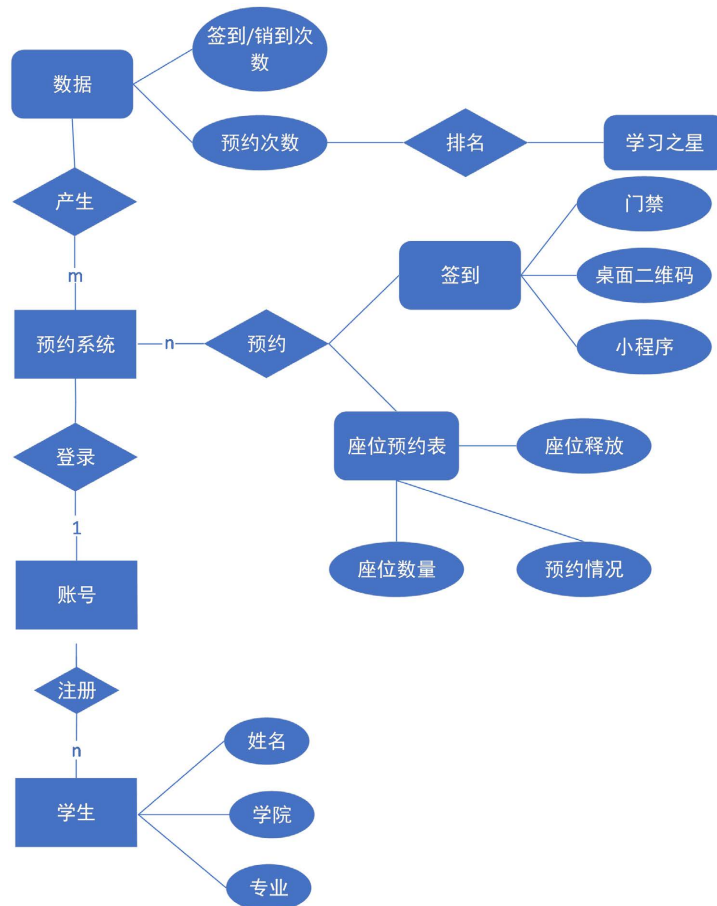 签到/销到次
数
数据
预约次数
排名
学习之星
产生
门禁
m
签到
桌面二维码
预约系统
n
预约
小程序
座位预约表
座位释放
登录
1
座位数量
预约情况
账号
注册
n
姓名
学生
学院
专业